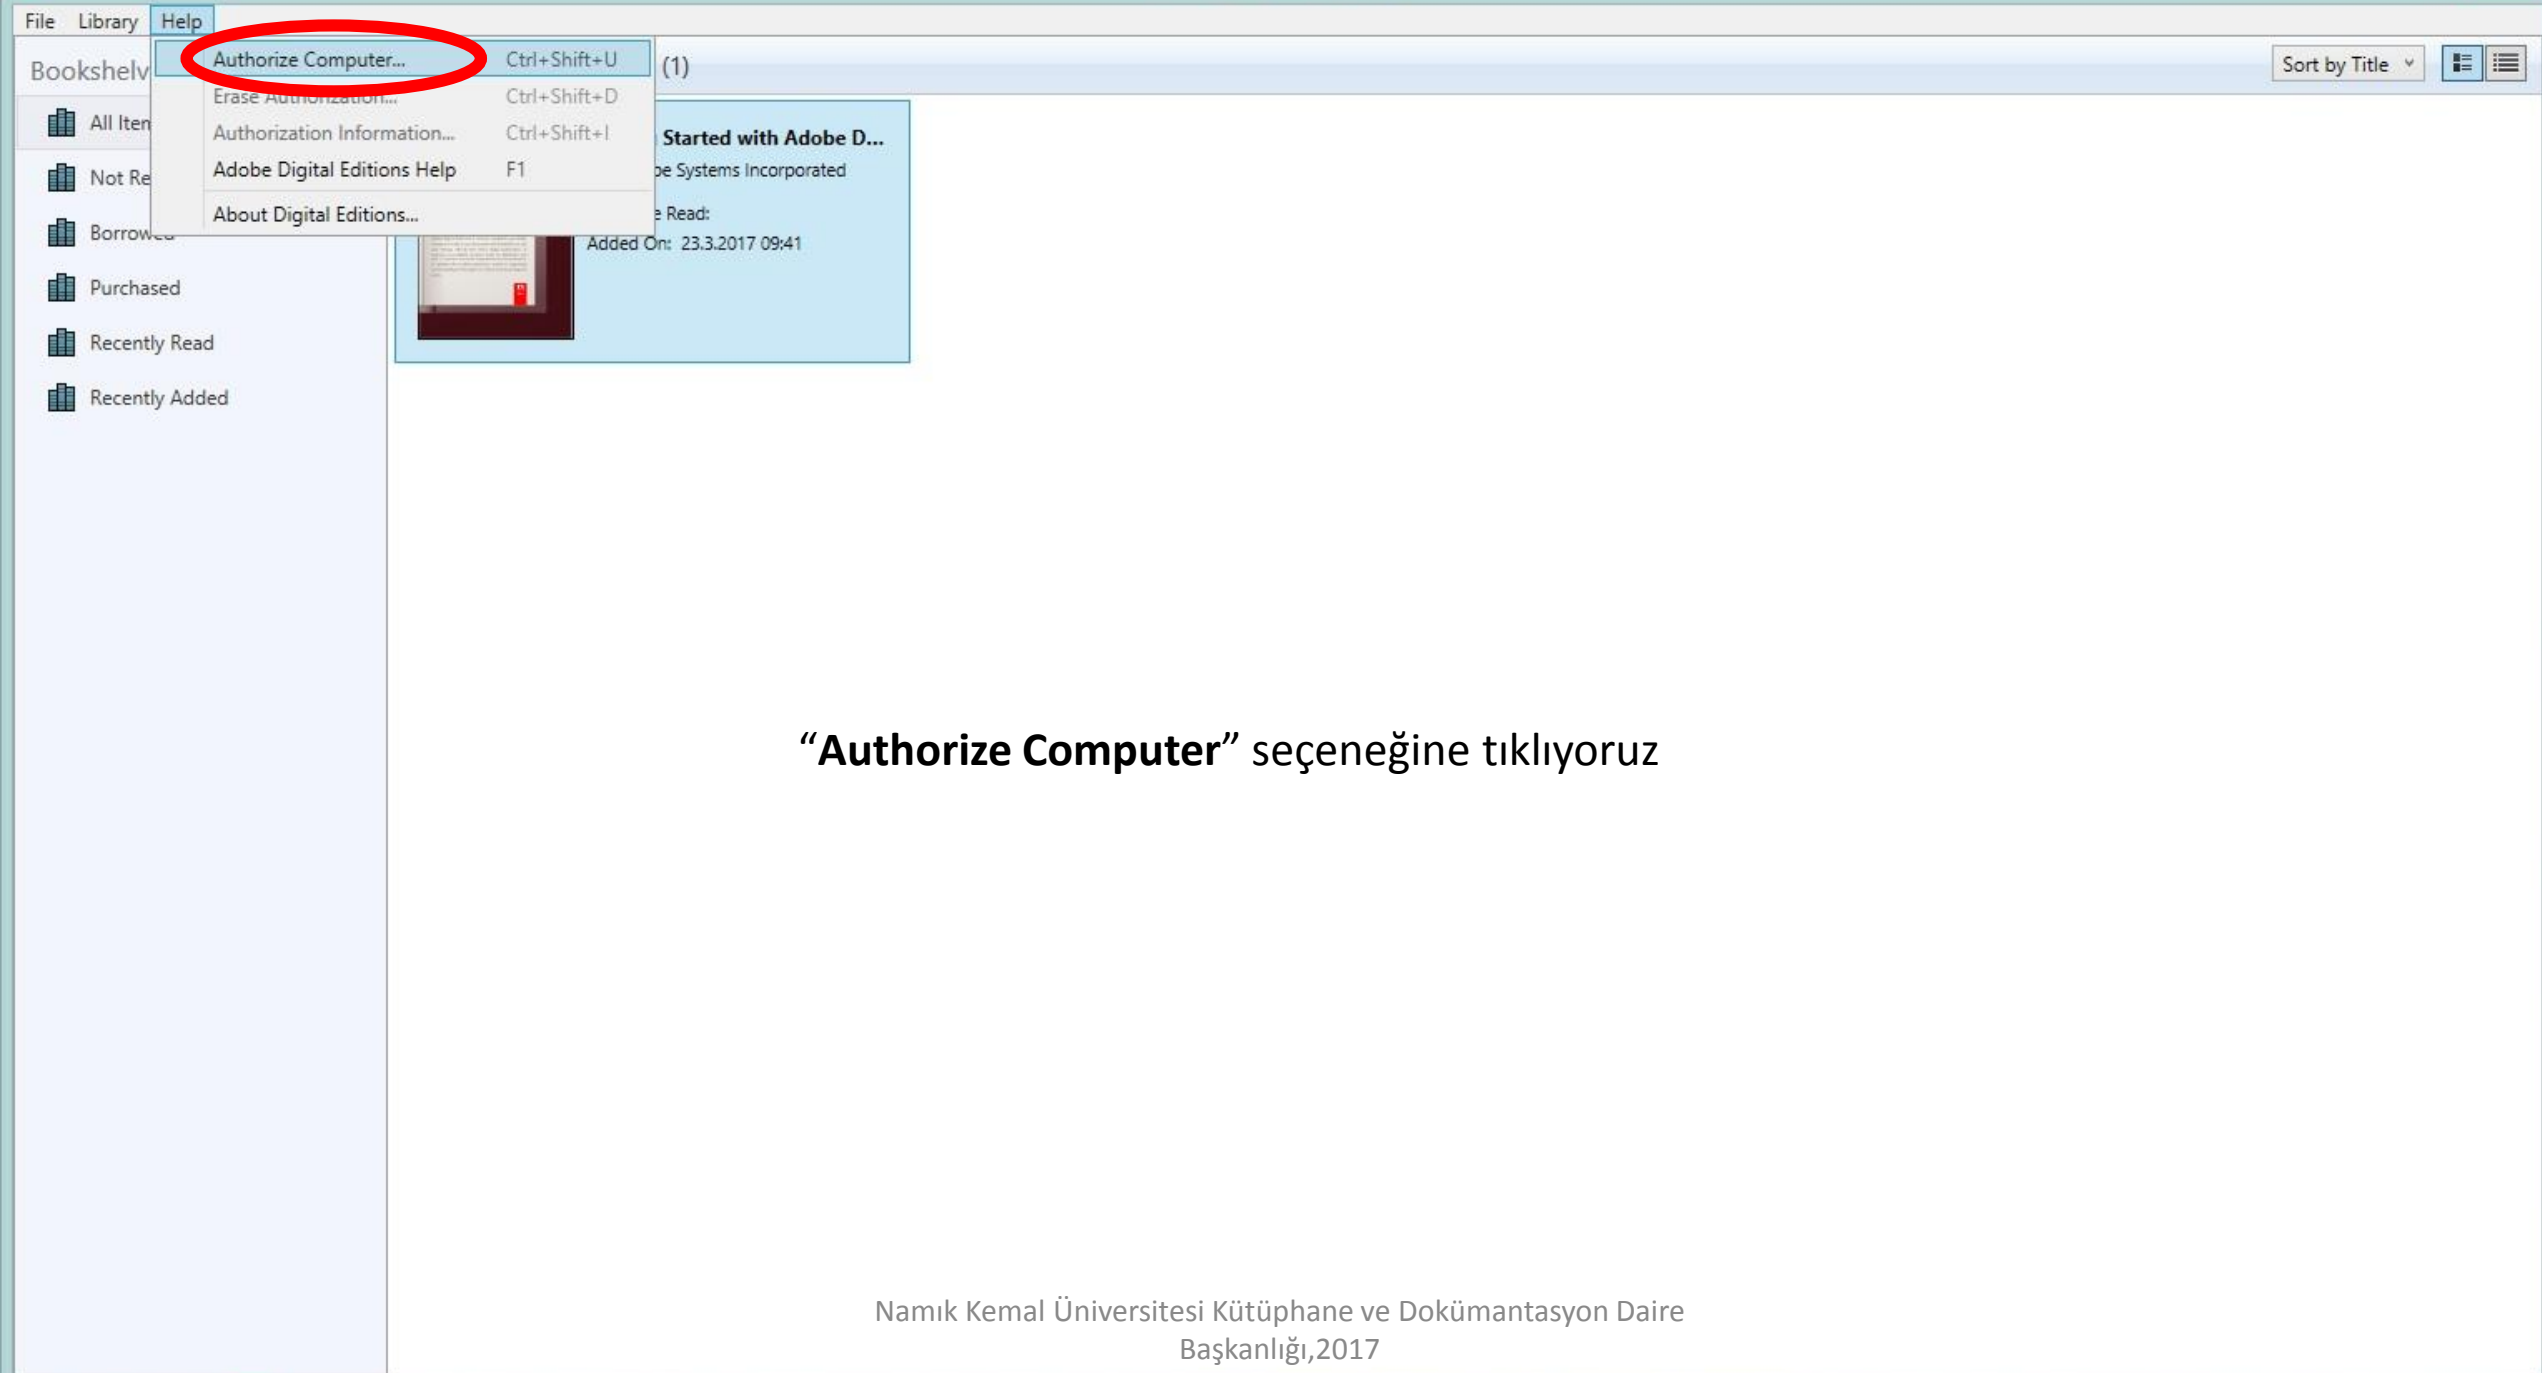 File Library Help
Bookshelv
(1)
Sort by Title
Authorize Computer... Ctrl+Shift+U
Erase Authorization... Ctrl+Shift+D
Authorization Information... Ctrl+Shift+I
Adobe Digital Editions Help F1
About Digital Editions...
All Iten
Not Re
Borrowed
Purchased
Recently Read
Recently Added
Started with Adobe D...
be Systems Incorporated
e Read:
Added On: 23.3.2017 09:41
“Authorize Computer” seçeneğine tıklıyoruz
Namık Kemal Üniversitesi Kütüphane ve Dokümantasyon Daire
Başkanlığı,2017